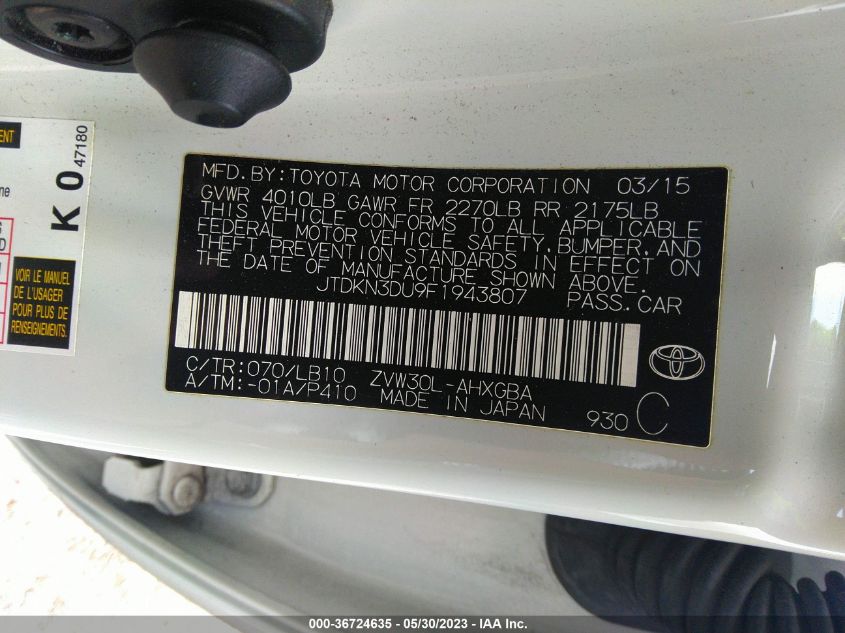 ENT
K 0 47180
ne
D
VOIR LE MANUEL
DE L'USAGER
POUR PLUS DE
RENSEIGNEMENTS.
MFD.BY:TOYOTA MOTOR CORPORATION 03/15
GVWR 4010LB GAWR FR 2270LB RR 2175LB
THIS VEHICLE CONFORMS TO ALL APPLICABLE
FEDERAL MOTOR VEHICLE SAFETY,BUMPER,AND
THEFT PREVENTION STANDARDS IN EFFECT ON
THE DATE OF MANUFACTURE SHOWN ABOVE.
JTDKN3DU9F1943807 PASS.CAR
C/TR:070/LB10 ZVW30L-AHXGBA
A/TM:-01A/P410 MADE IN JAPAN 930 C
000-36724635 - 05/30/2023 - IAA Inc.